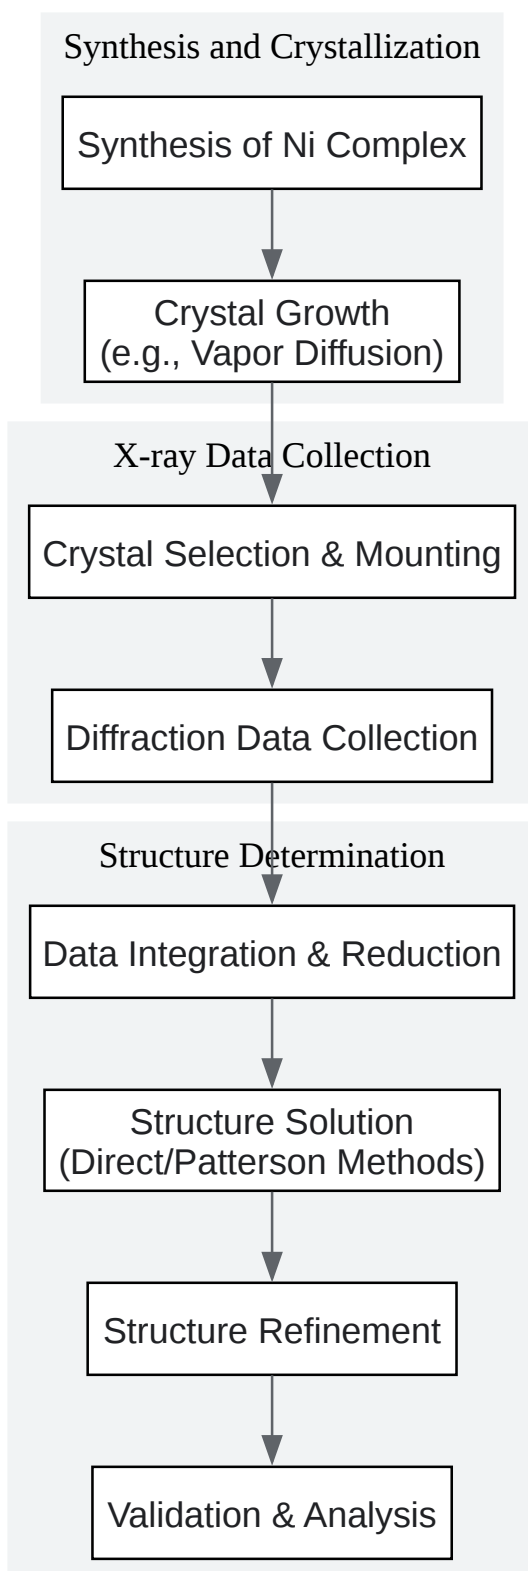 Synthesis and Crystallization
Synthesis of Ni Complex
Crystal Growth
(e.g., Vapor Diffusion)
X-ray Data Collection
Crystal Selection & Mounting
Diffraction Data Collection
Structure Determination
Data Integration & Reduction
Structure Solution
(Direct/Patterson Methods)
Structure Refinement
Validation & Analysis